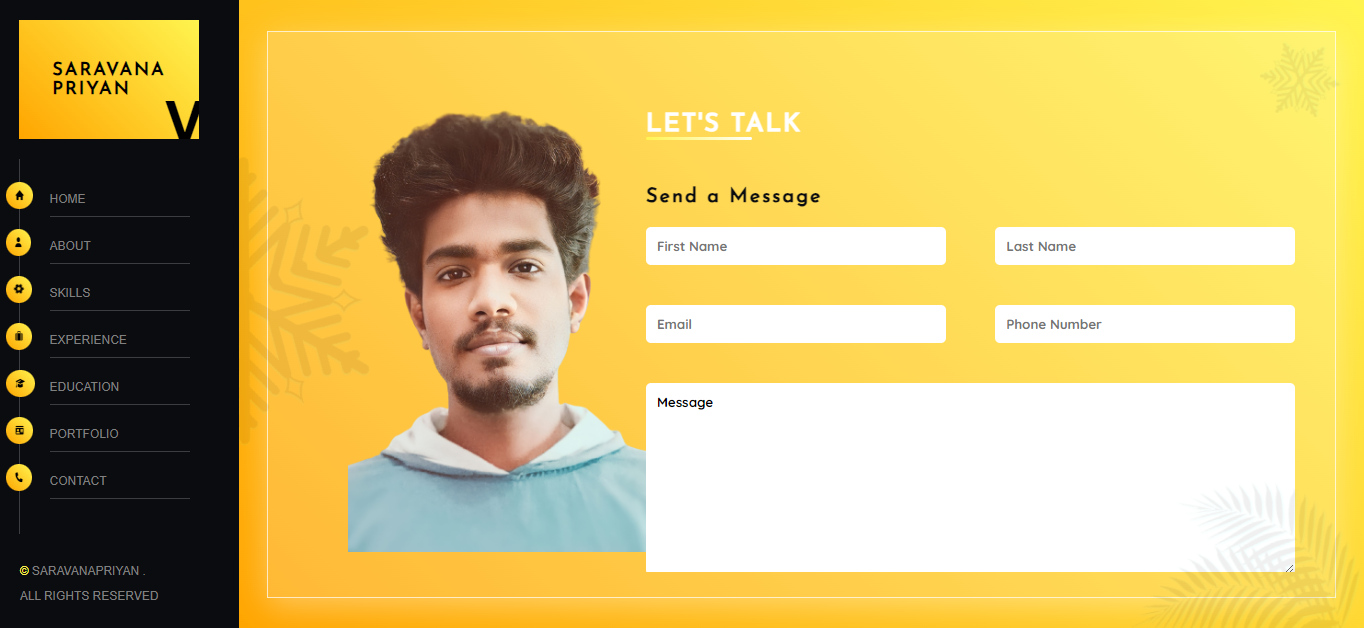 SARAVANA
PRIYAN
V
HOME
ABOUT
SKILLS
EXPERIENCE
EDUCATION
PORTFOLIO
CONTACT
© SARAVANAPRIYAN .
ALL RIGHTS RESERVED
LET'S TALK
Send a Message
First Name
Last Name
Email
Phone Number
Message